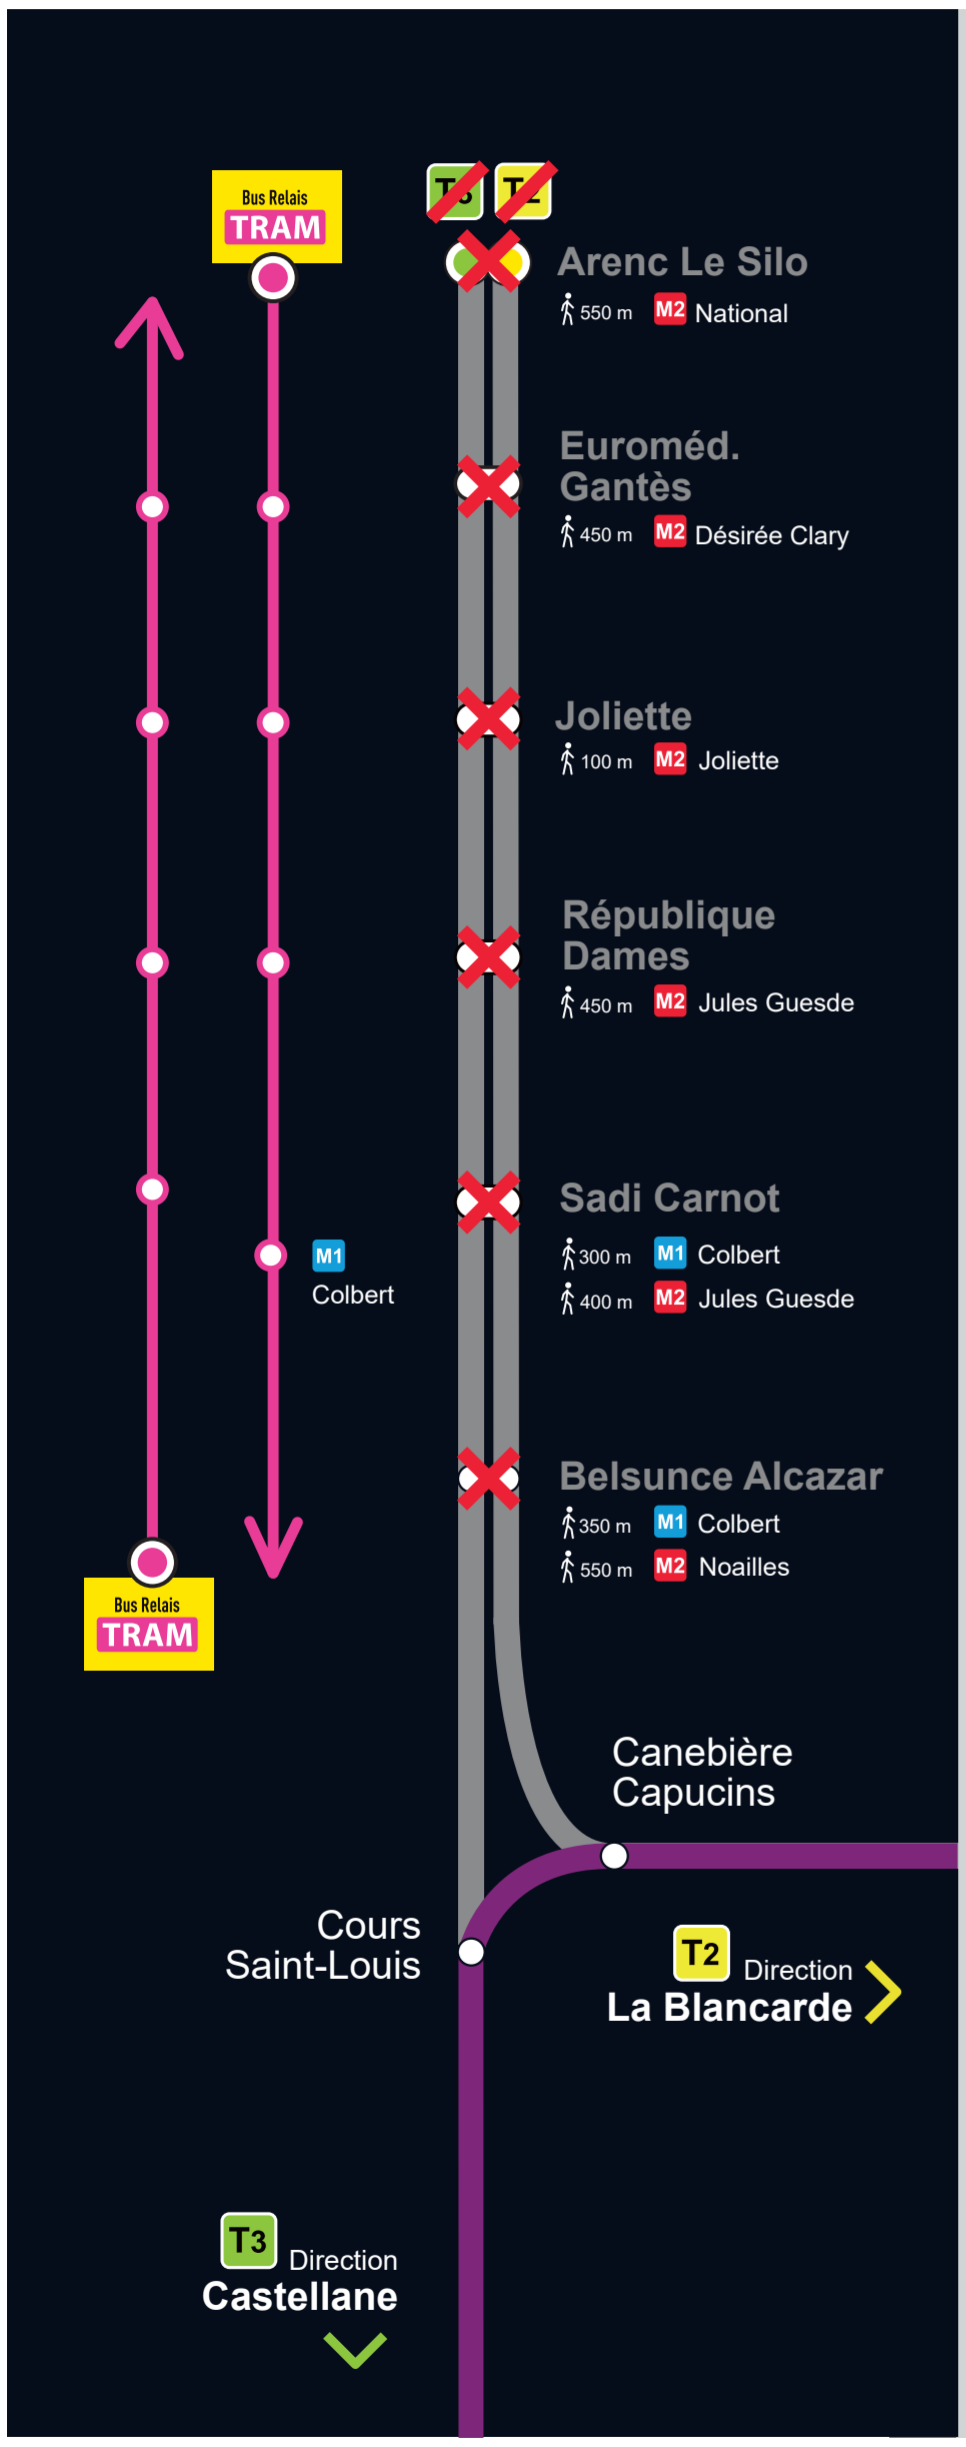 Bus Relais
TRAM
T3 T2
Arenc Le Silo
550 m M2 National
Euroméd.
Gantès
450 m M2 Désirée Clary
Joliette
100 m M2 Joliette
République
Dames
450 m M2 Jules Guesde
Sadi Carnot
300 m M1 Colbert
400 m M2 Jules Guesde
M1
Colbert
Belsunce Alcazar
350 m M1 Colbert
550 m M2 Noailles
Bus Relais
TRAM
Canebière
Capucins
Cours
Saint-Louis
T2 Direction
La Blancarde
T3 Direction
Castellane